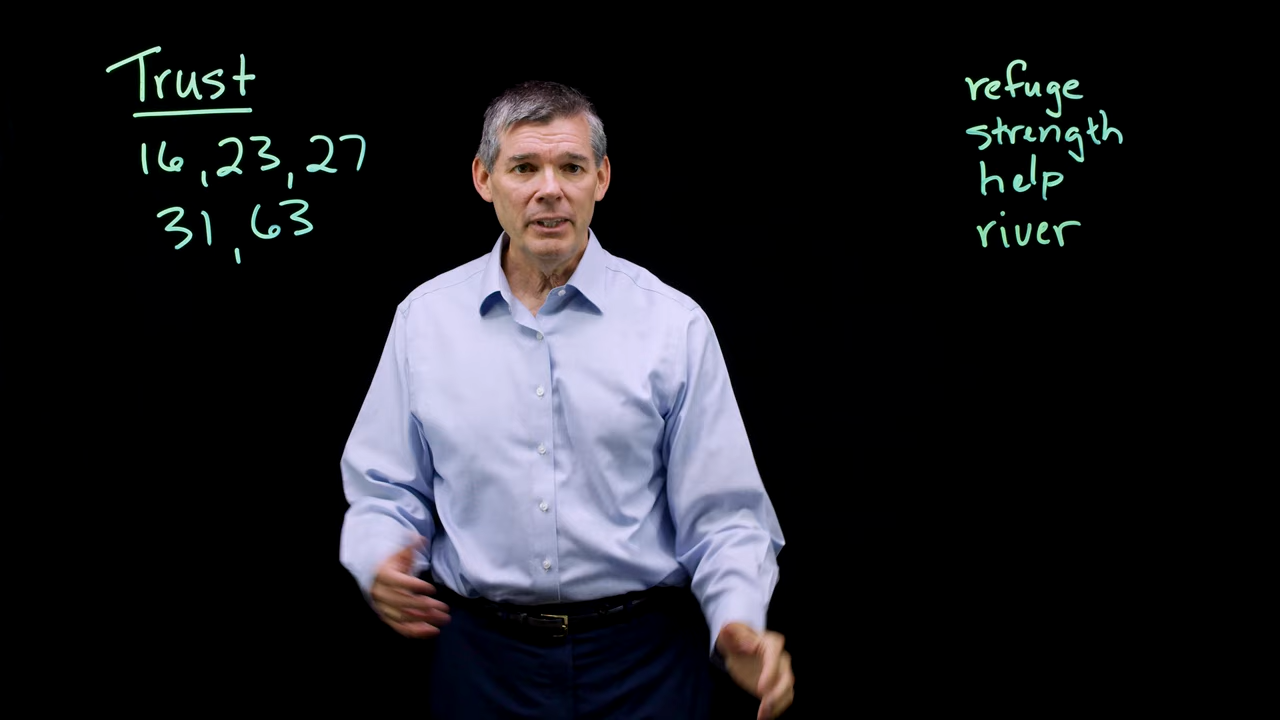 Trust
16, 23, 27
31, 63
refuge
strength
help
river